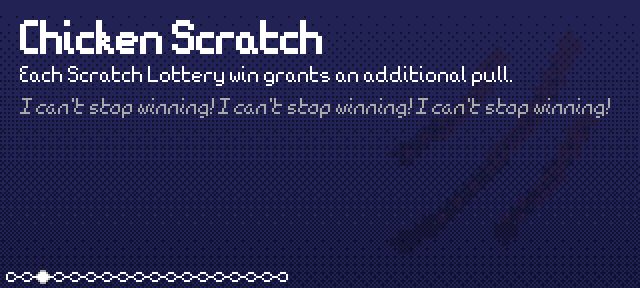 Chicken Scratch
Each Scratch Lottery win grants an additional pull.
I can't stop winning! I can't stop winning! I can't stop winning!